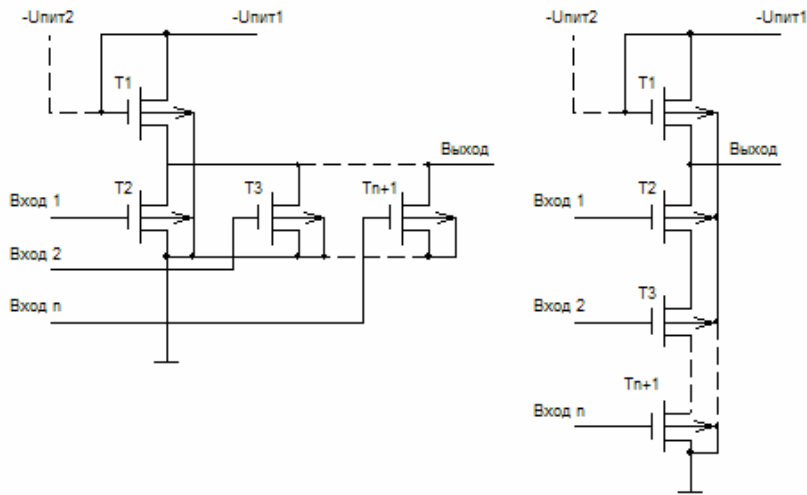 -Uпит2
-Uпит1
T1
Выход
T2
T3
Tn+1
Вход 1
Вход 2
Вход n
-Uпит2
-Uпит1
T1
Выход
T2
Вход 1
T3
Вход 2
Tn+1
Вход n